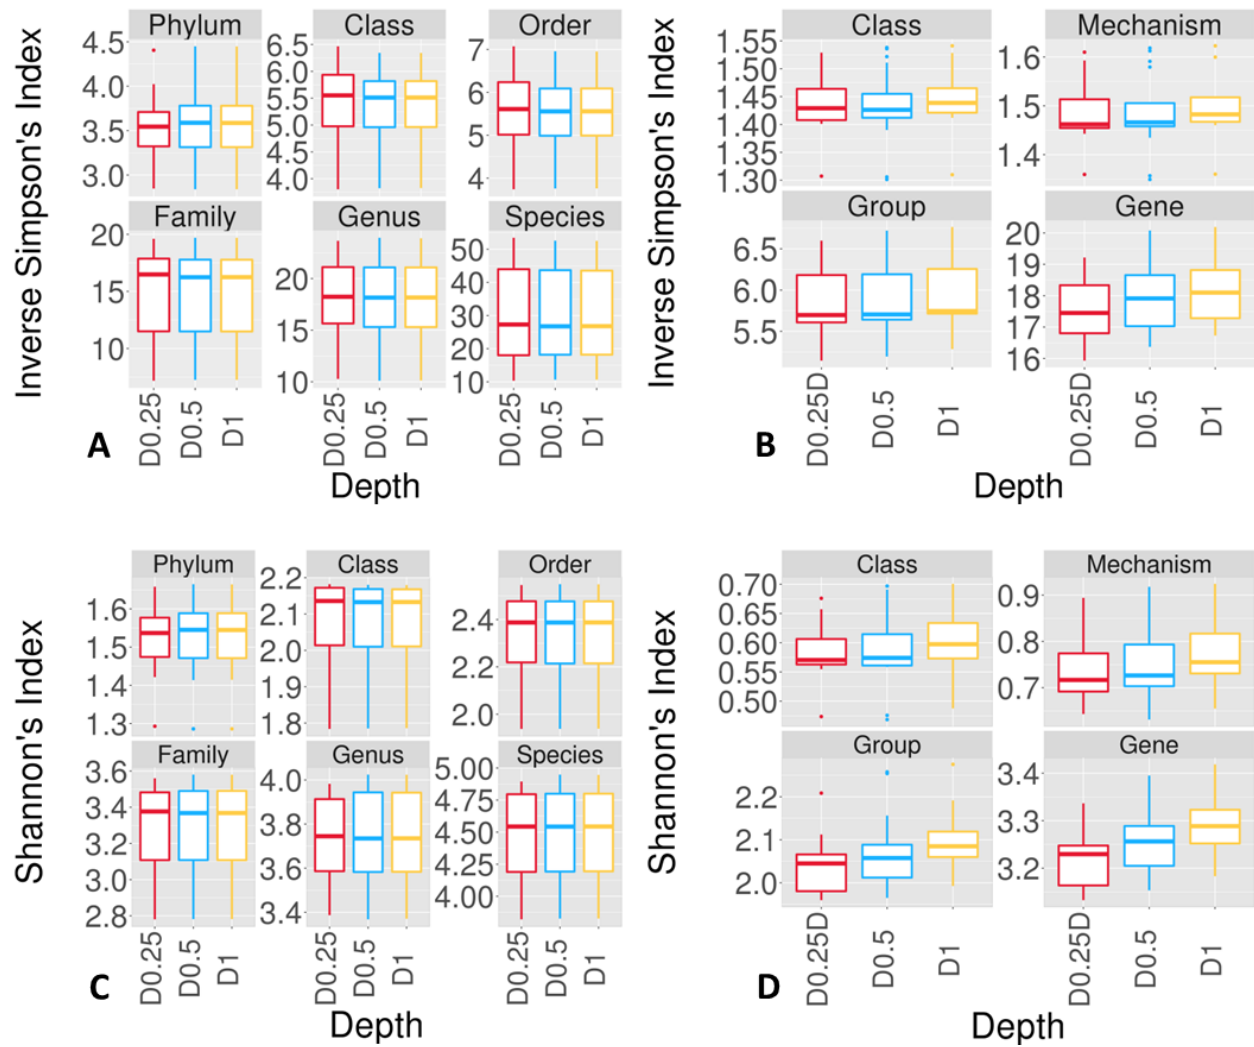 Inverse Simpson's Index
Phylum
4.5
4.0
3.5
3.0
Class
6.5
6.0
5.5
5.0
4.5
4.0
Order
7
6
5
4
Family
20
15
10
Genus
20
15
10
Species
50
40
30
20
10
D0.25
D0.5
D1
D0.25
D0.5
D1
D0.25
D0.5
D1
A
Depth
Inverse Simpson's Index
Class
1.55
1.50
1.45
1.40
1.35
1.30
Mechanism
1.6
1.5
1.4
Group
6.5
6.0
5.5
Gene
20
19
18
17
16
D0.25D
D0.5
D1
D0.25D
D0.5
D1
B
Depth
Shannon's Index
Phylum
1.6
1.5
1.4
1.3
Class
2.2
2.1
2.0
1.9
1.8
Order
2.4
2.2
2.0
Family
3.6
3.4
3.2
3.0
2.8
Genus
4.0
3.8
3.6
3.4
Species
5.00
4.75
4.50
4.25
4.00
D0.25
D0.5
D1
D0.25
D0.5
D1
D0.25
D0.5
D1
C
Depth
Shannon's Index
Class
0.70
0.65
0.60
0.55
0.50
Mechanism
0.9
0.8
0.7
Group
2.2
2.1
2.0
Gene
3.4
3.3
3.2
D0.25D
D0.5
D1
D0.25D
D0.5
D1
D
Depth